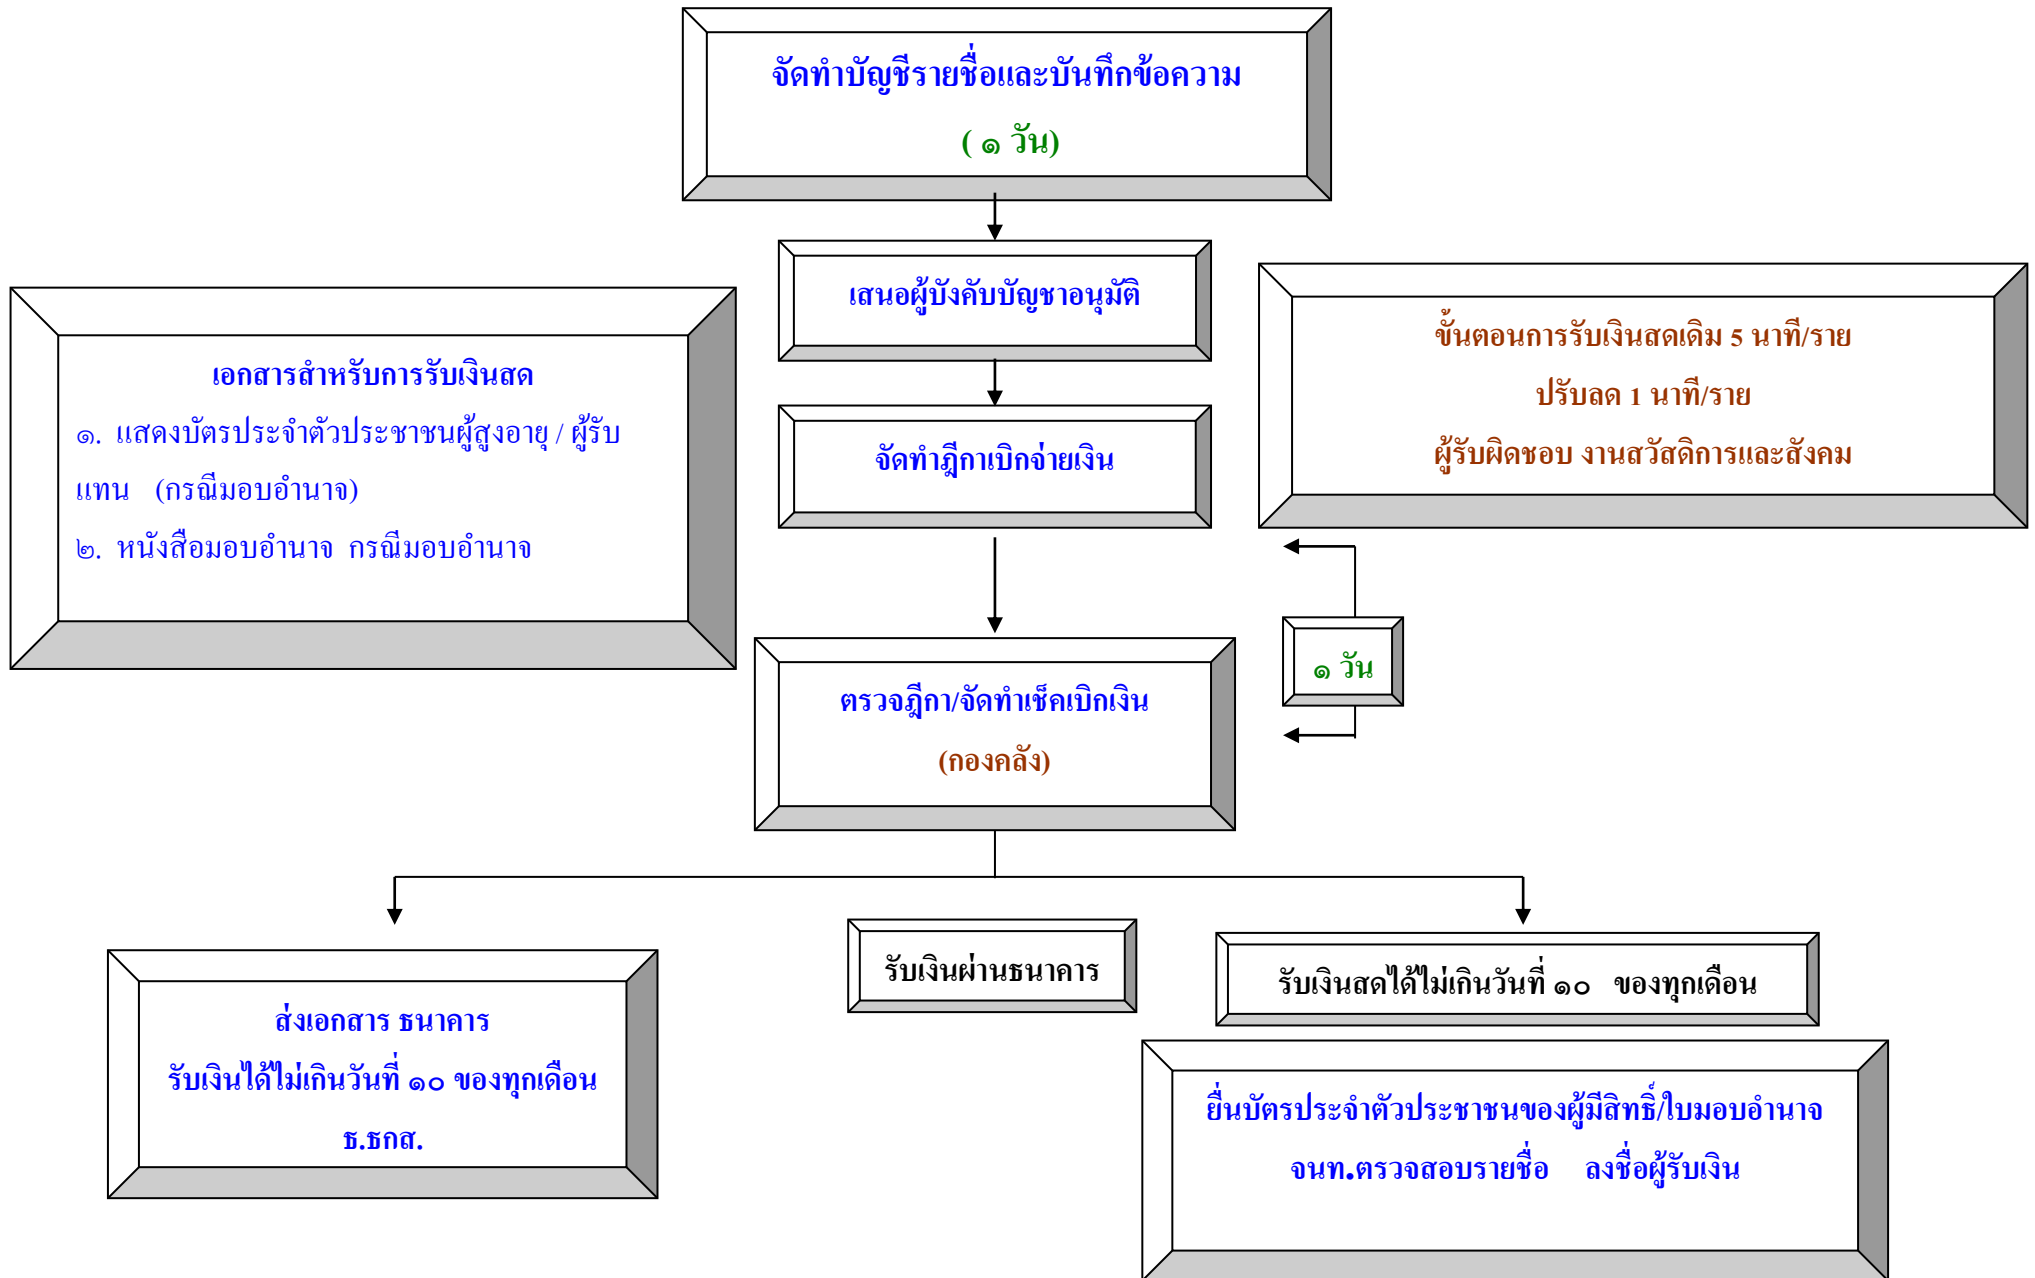 จัดทำบัญชีรายชื่อและบันทึกข้อความ
( ๑ วัน)
เสนอผู้บังคับบัญชาอนุมัติ
เอกสารสำหรับการรับเงินสด
๑. แสดงบัตรประจำตัวประชาชนผู้สูงอายุ / ผู้รับ
แทน (กรณีมอบอำนาจ)
๒. หนังสือมอบอำนาจ กรณีมอบอำนาจ
ขั้นตอนการรับเงินสดเดิม 5 นาที/ราย
ปรับลด 1 นาที/ราย
ผู้รับผิดชอบ งานสวัสดิการและสังคม
จัดทำฎีกาเบิกจ่ายเงิน
๑ วัน
ตรวจฎีกา/จัดทำเช็คเบิกเงิน
(กองคลัง)
ส่งเอกสาร ธนาคาร
รับเงินได้ไม่เกินวันที่ ๑๐ ของทุกเดือน
ธ.ธกส.
รับเงินผ่านธนาคาร
รับเงินสดได้ไม่เกินวันที่ ๑๐ ของทุกเดือน
ยื่นบัตรประจำตัวประชาชนของผู้มีสิทธิ์/ใบมอบอำนาจ
จนท.ตรวจสอบรายชื่อ ลงชื่อผู้รับเงิน